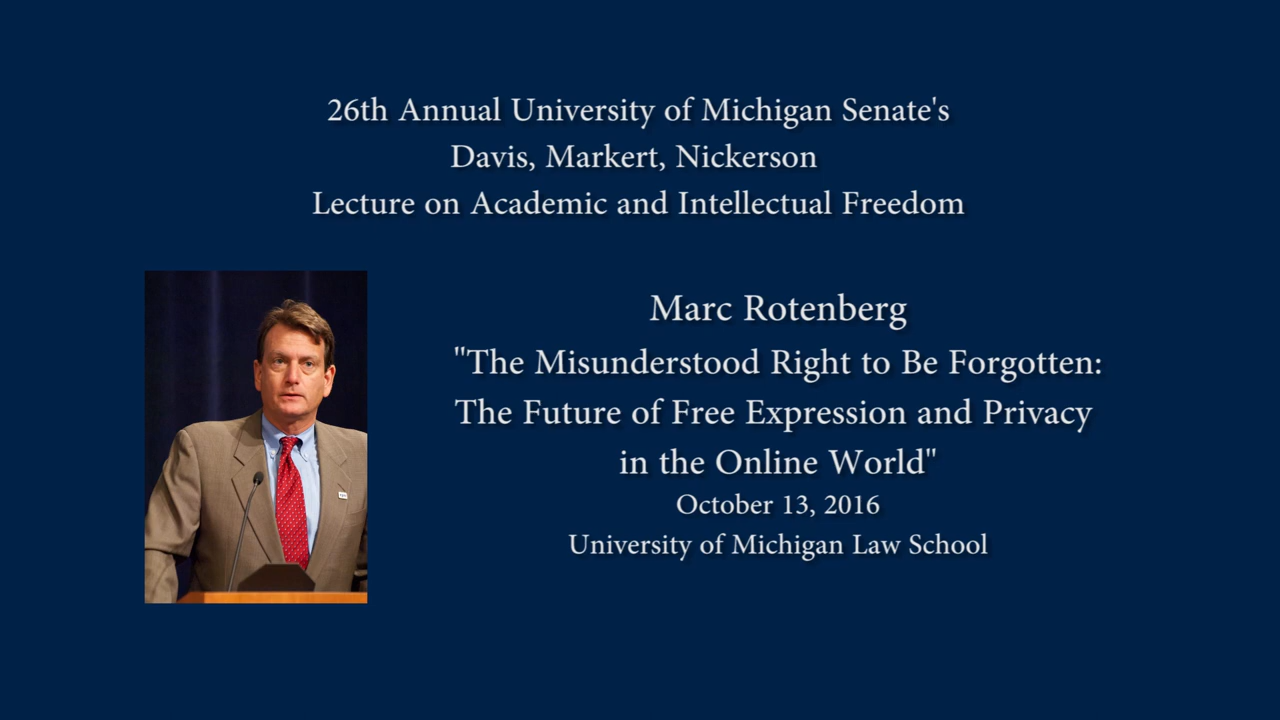 26th Annual University of Michigan Senate's
Davis, Markert, Nickerson
Lecture on Academic and Intellectual Freedom
Marc Rotenberg
"The Misunderstood Right to Be Forgotten:
The Future of Free Expression and Privacy
in the Online World"
October 13, 2016
University of Michigan Law School